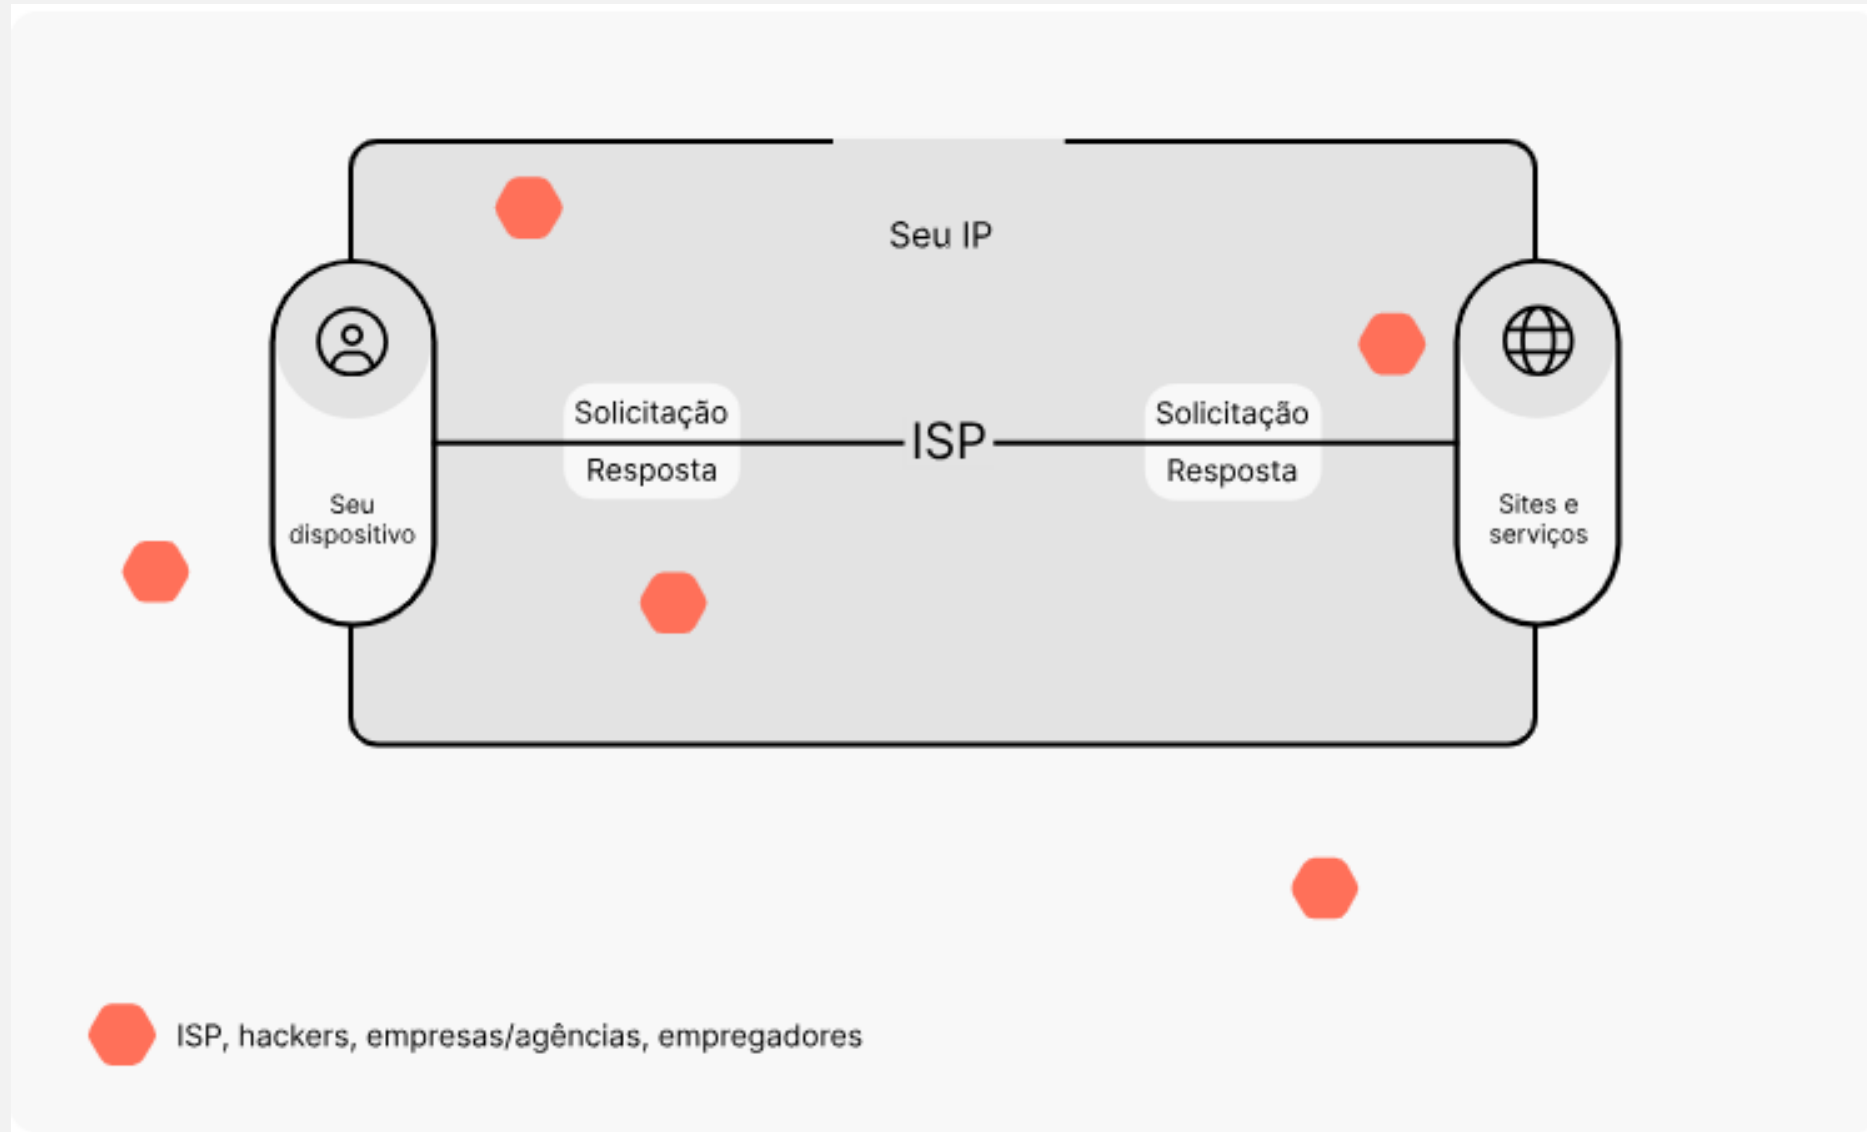 Seu IP
Solicitação
Resposta
ISP
Solicitação
Resposta
Seu
dispositivo
Sites e
serviços
ISP, hackers, empresas/agências, empregadores